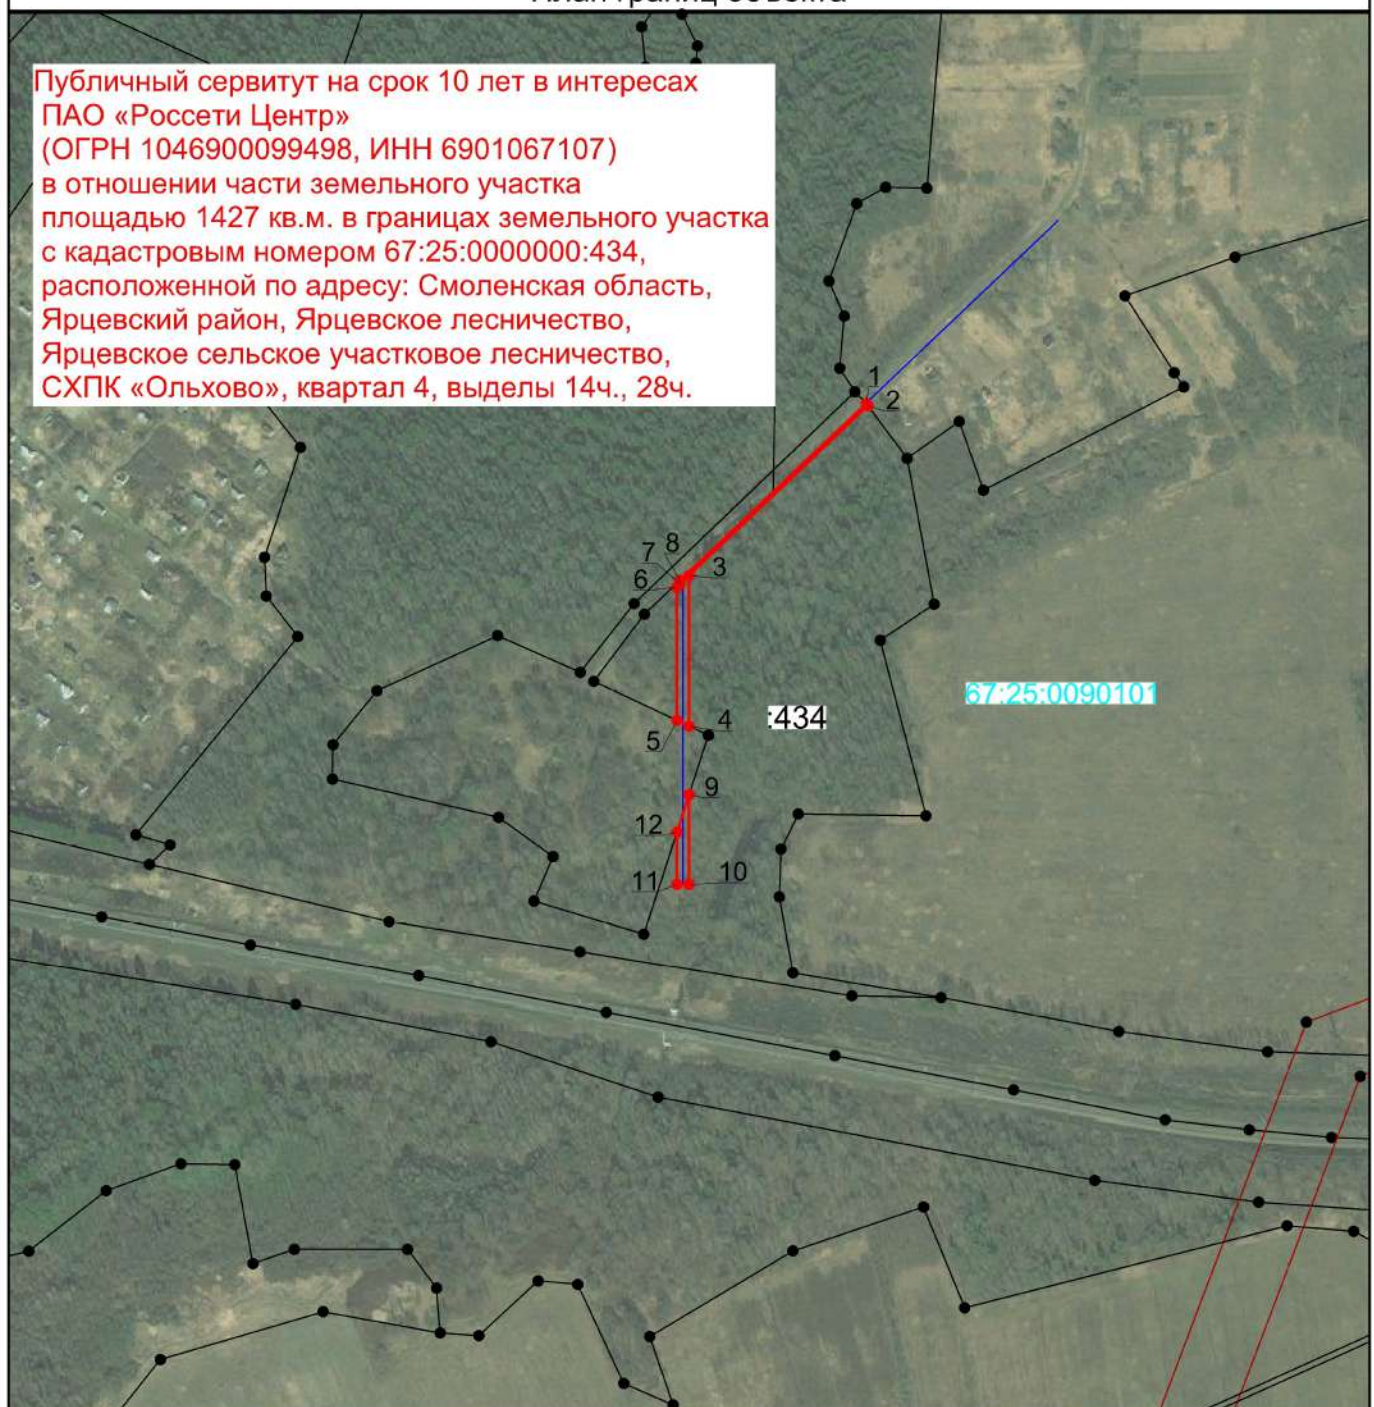 План границ объекта
Публичный сервитут на срок 10 лет в интересах
ПАО «Россети Центр»
(ОГРН 1046900099498, ИНН 6901067107)
в отношении части земельного участка
площадью 1427 кв.м. в границах земельного участка
с кадастровым номером 67:25:0000000:434,
расположенной по адресу: Смоленская область,
Ярцевский район, Ярцевское лесничество,
Ярцевское сельское участковое лесничество,
СХПК «Ольхово», квартал 4, выделы 14ч., 28ч.
1
2
8
7
3
6
67:25:0090101
4
:434
5
9
12
11
10